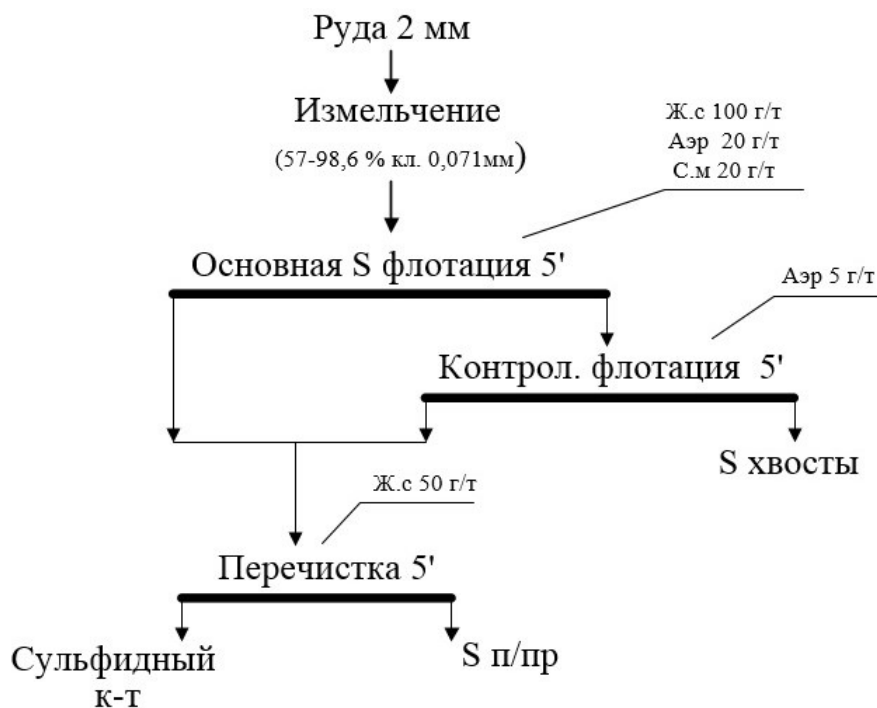 Руда 2 мм
Измельчение
(57-98,6 % кл. 0,071мм)
Ж.с 100 г/т
Аэр 20 г/т
С.м 20 г/т
Основная S флотация 5'
Аэр 5 г/т
Контрол. флотация 5'
S хвосты
Ж.с 50 г/т
Перечистка 5'
Сульфидный
к-т
S п/пр